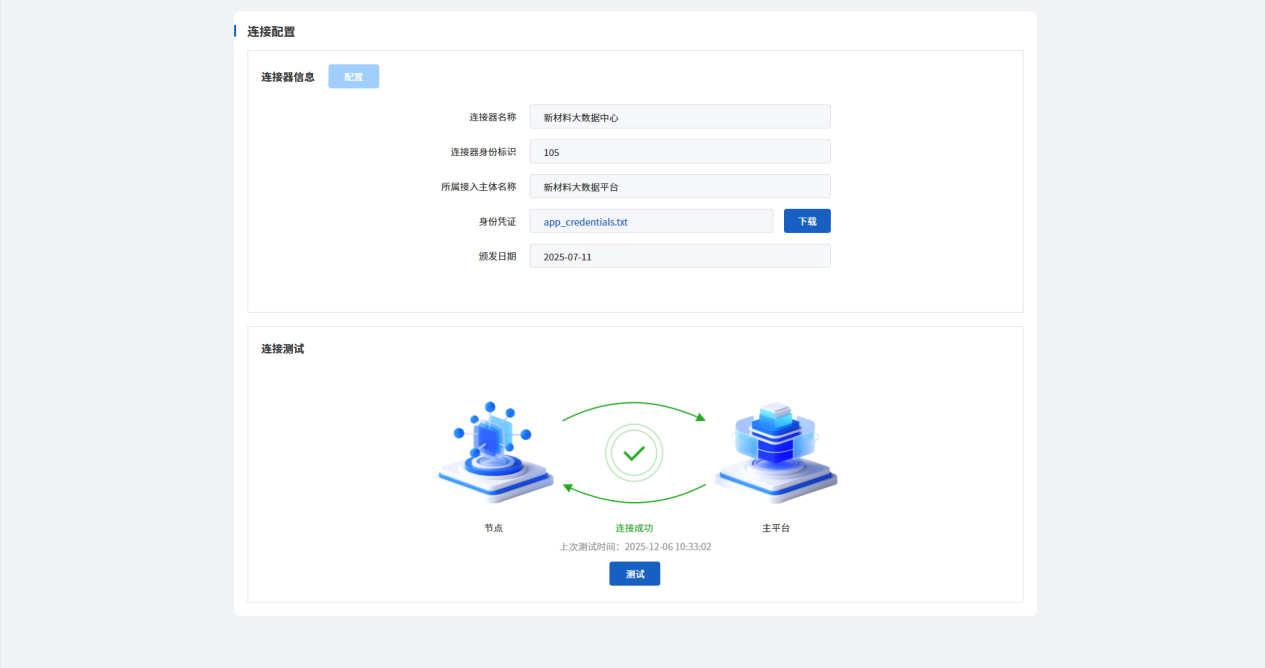 连接配置
连接器信息 配置
连接器名称 新材料大数据中心
连接器身份标识 105
所属接入主体名称 新材料大数据平台
身份凭证 app_credentials.txt 下载
颁发日期 2025-07-11
连接测试
节点 连接成功 主平台
上次测试时间：2025-12-06 10:33:02
测试